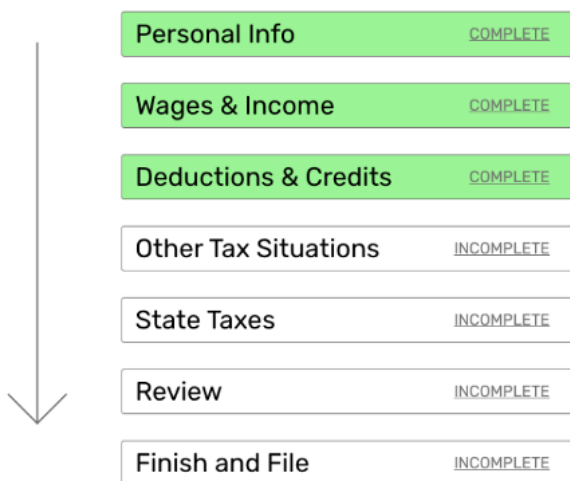 Personal Info COMPLETE
Wages & Income COMPLETE
Deductions & Credits COMPLETE
Other Tax Situations INCOMPLETE
State Taxes INCOMPLETE
Review INCOMPLETE
Finish and File INCOMPLETE